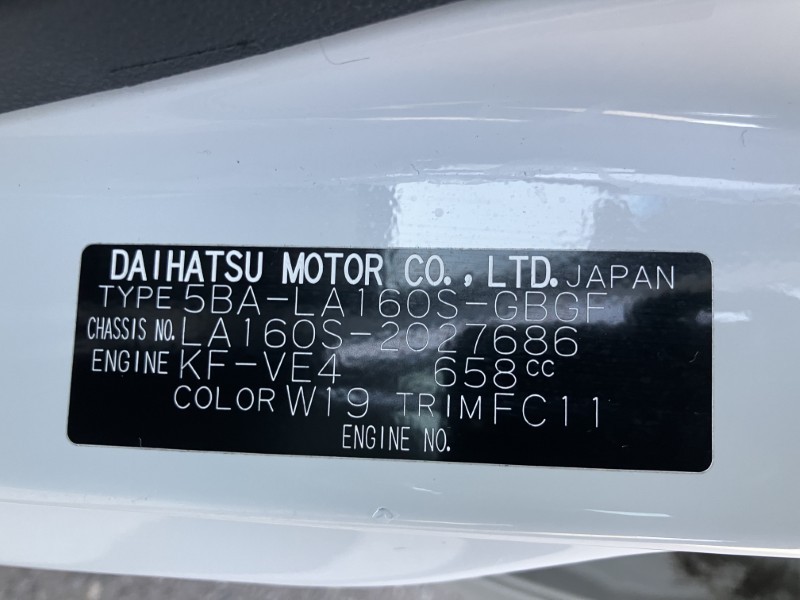 DAIHATSU MOTOR CO., LTD. JAPAN
TYPE 5BA-LA160S-GBGF
CHASSIS NO. LA160S-2027686
ENGINE KF-VE4 658cc
COLOR W19 TRIM FC11
ENGINE NO.